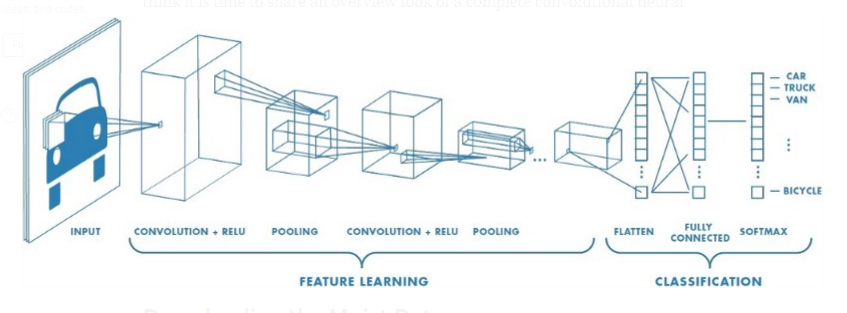 think it is time to share an overview look of a complete convolutional neural
CAR
TRUCK
VAN
BICYCLE
INPUT
CONVOLUTION + RELU
POOLING
CONVOLUTION + RELU
POOLING
FLATTEN
FULLY
CONNECTED
SOFTMAX
FEATURE LEARNING
CLASSIFICATION